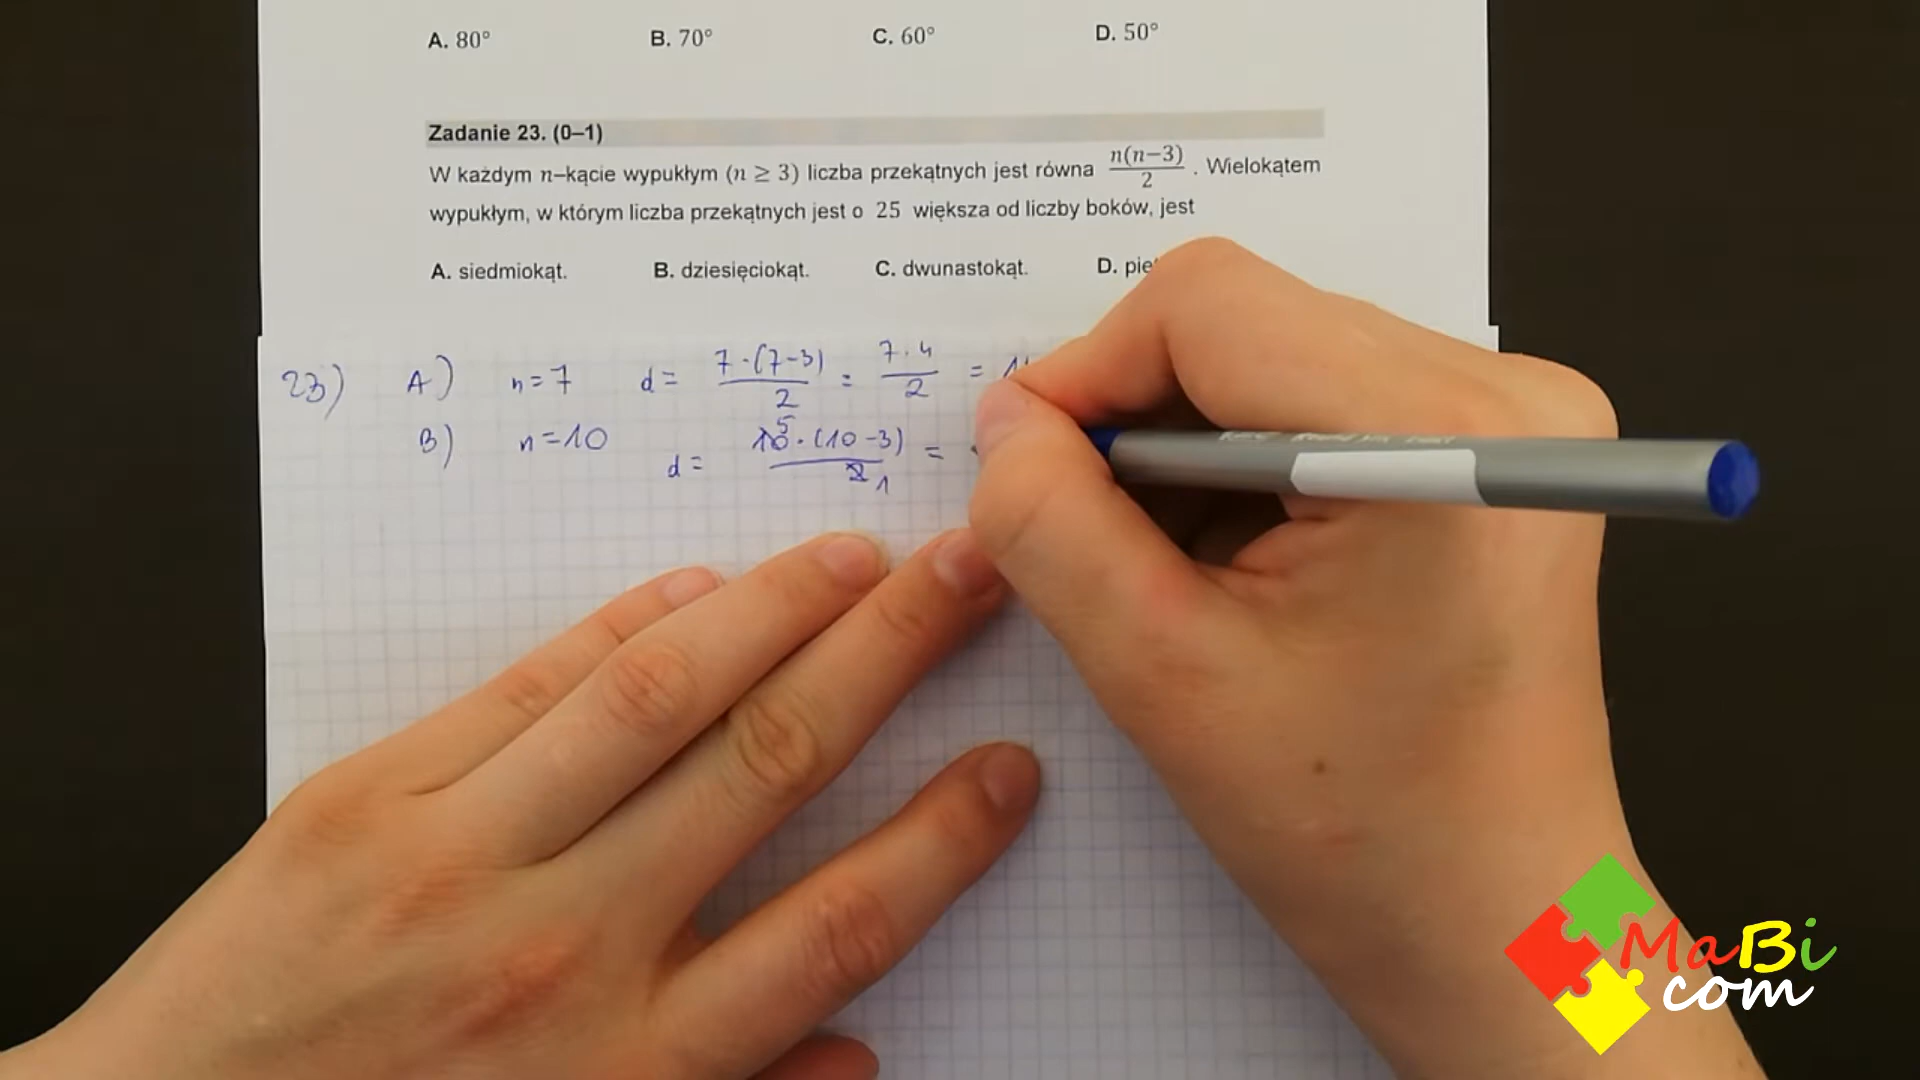 A. 80° B. 70° C. 60° D. 50°
Zadanie 23. (0–1)
W każdym n–kącie wypukłym (n ≥ 3) liczba przekątnych jest równa n(n−3)/2 . Wielokątem
wypukłym, w którym liczba przekątnych jest o 25 większa od liczby boków, jest
A. siedmiokąt. B. dziesięciokąt. C. dwunastokąt. D.
23) A) n=7 d= 7·(7−3)/2 = 7·4/2 =
B) n=10 d= 10 5·(10−3)/2 1 =
MaBi
com